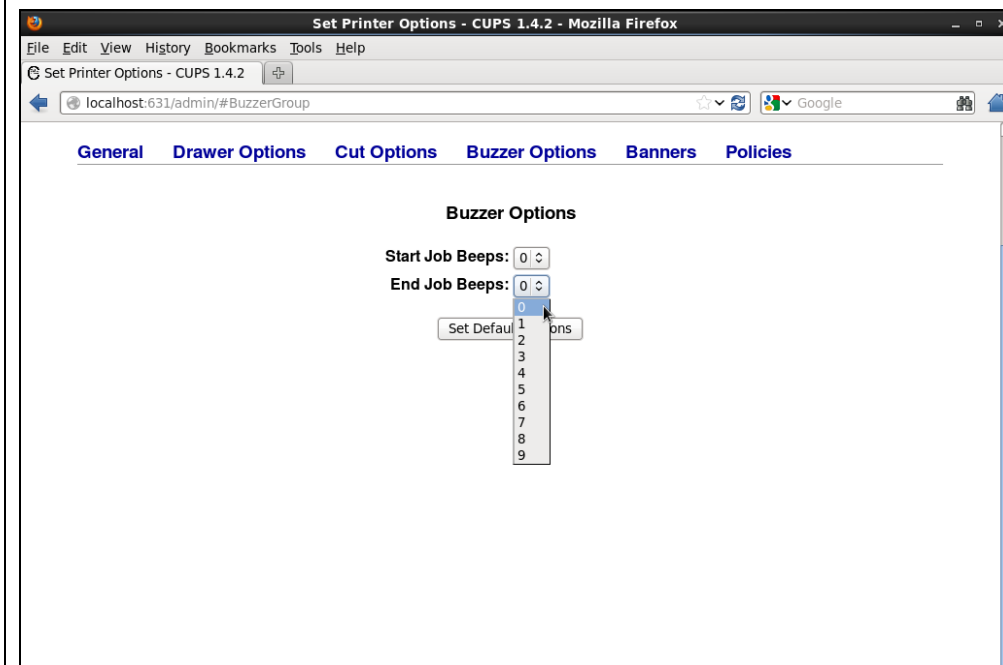 Set Printer Options - CUPS 1.4.2 - Mozilla Firefox
File Edit View History Bookmarks Tools Help
Set Printer Options - CUPS 1.4.2
localhost:631/admin/#BuzzerGroup Google
General Drawer Options Cut Options Buzzer Options Banners Policies
Buzzer Options
Start Job Beeps: 0
End Job Beeps: 0
0
Set Defau ons
1
2
3
4
5
6
7
8
9